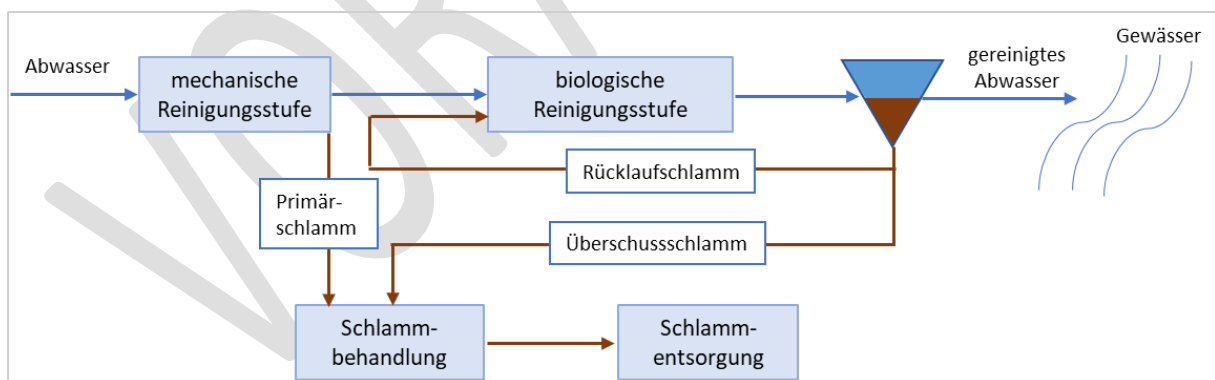 Abwasser
mechanische
Reinigungsstufe
biologische
Reinigungsstufe
gereinigtes
Abwasser
Gewässer
Rücklaufschlamm
Primär-
schlamm
Überschussschlamm
Schlamm-
behandlung
Schlamm-
entsorgung